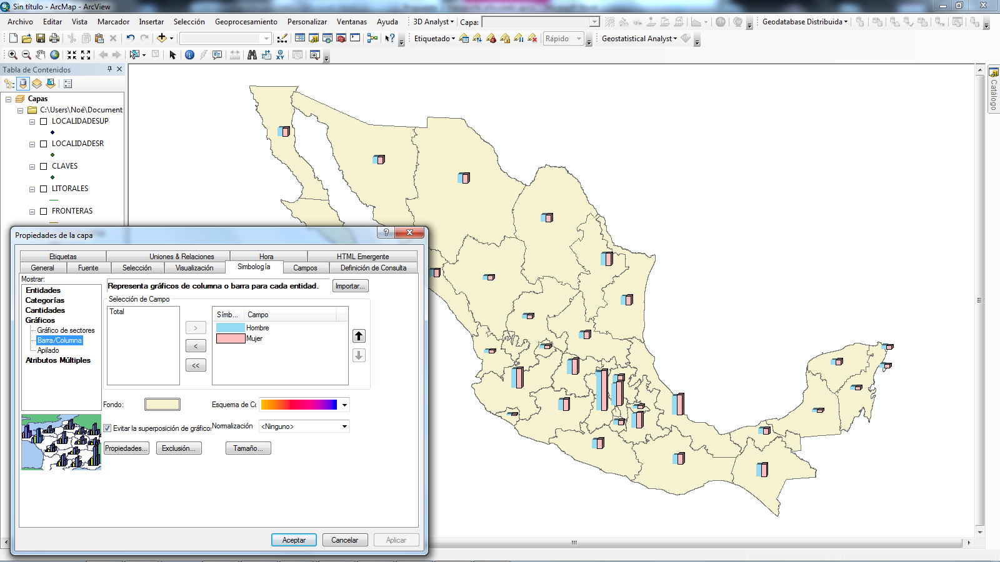 Sin título - ArcMap - ArcView
Archivo Editar Vista Marcador Insertar Selección Geoprocesamiento Personalizar Ventanas Ayuda 3D Analyst Capa: Geodatabase Distribuida
Etiquetado Rápido Geostatistical Analyst
Tabla de Contenidos
Capas
C:\Users\Noé\Document
LOCALIDADESUP
LOCALIDADESR
CLAVES
LITORALES
FRONTERAS
Catálogo
Propiedades de la capa
Etiquetas Uniones & Relaciones Hora HTML Emergente
General Fuente Selección Visualización Simbología Campos Definición de Consulta
Mostrar:
Entidades
Categorías
Cantidades
Gráficos
Gráfico de sectores
Barra/Columna
Apilado
Atributos Múltiples
Representa gráficos de columna o barra para cada entidad.
Importar...
Selección de Campo
Total
>
<
<<
Símb... Campo
Hombre
Mujer
Fondo:
Esquema de Cc
Evitar la superposición de gráficos
Normalización
<Ninguno>
Propiedades... Exclusión... Tamaño...
Aceptar Cancelar Aplicar